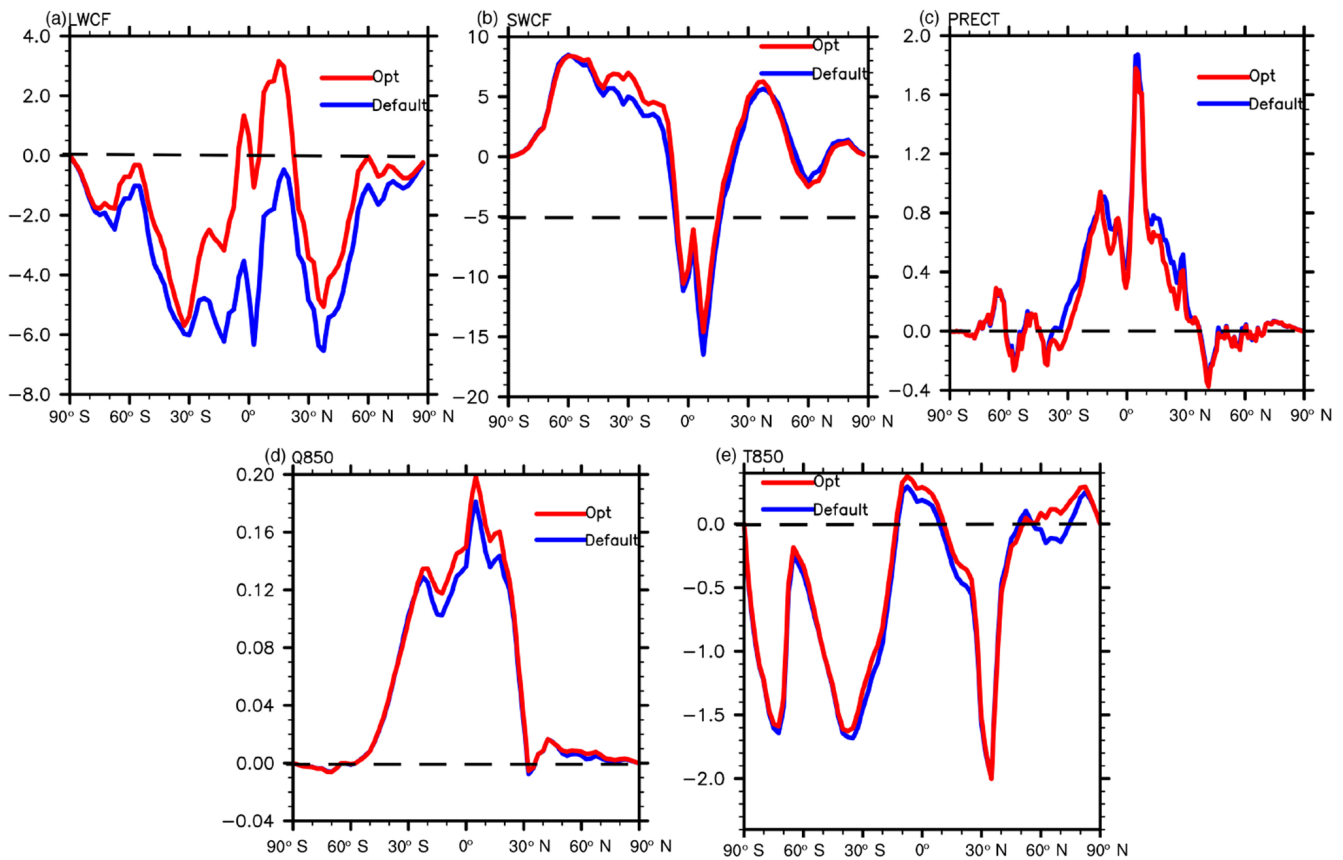 (a) LWCF
4.0
2.0
0.0
−2.0
−4.0
−6.0
−8.0
90° S 60° S 30° S 0° 30° N 60° N 90° N
Opt
Default
(b) SWCF
10
5
0
−5
−10
−15
−20
90° S 60° S 30° S 0° 30° N 60° N 90° N
Opt
Default
(c) PRECT
2.0
1.6
1.2
0.8
0.4
0.0
−0.4
90° S 60° S 30° S 0° 30° N 60° N 90° N
Opt
Default
(d) Q850
0.20
0.16
0.12
0.08
0.04
0.00
−0.04
90° S 60° S 30° S 0° 30° N 60° N 90° N
Opt
Default
(e) T850
0.0
−0.5
−1.0
−1.5
−2.0
90° S 60° S 30° S 0° 30° N 60° N 90° N
Opt
Default